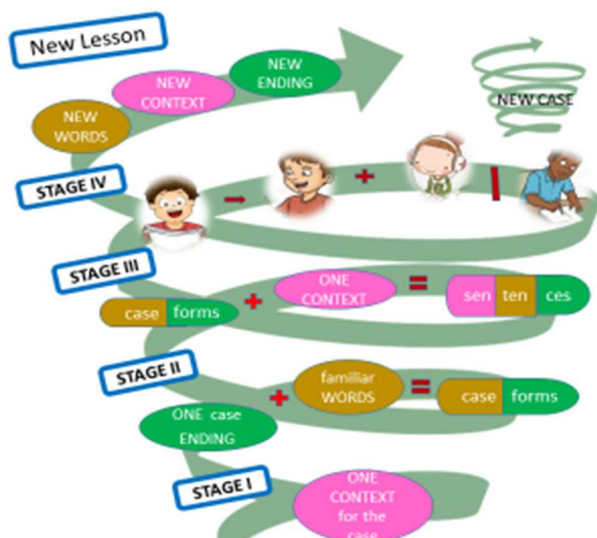 New Lesson
NEW
ENDING
NEW
CONTEXT
NEW
WORDS
NEW CASE
STAGE IV
STAGE III
case forms
+
ONE
CONTEXT
=
sen ten ces
STAGE II
+
familiar
WORDS
=
case forms
ONE case
ENDING
STAGE I
ONE
CONTEXT
for the
case